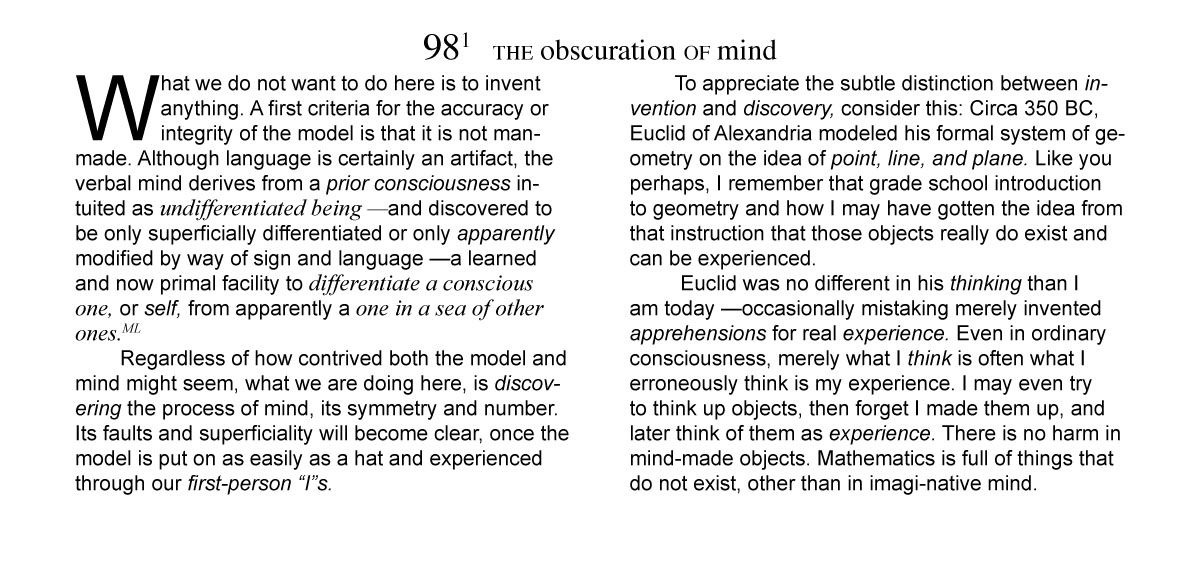 98¹ THE obscuration OF mind
What we do not want to do here is to invent
anything. A first criteria for the accuracy or
integrity of the model is that it is not man-
made. Although language is certainly an artifact, the
verbal mind derives from a prior consciousness in-
tuited as undifferentiated being —and discovered to
be only superficially differentiated or only apparently
modified by way of sign and language —a learned
and now primal facility to differentiate a conscious
one, or self, from apparently a one in a sea of other
ones.ML
Regardless of how contrived both the model and
mind might seem, what we are doing here, is discov-
ering the process of mind, its symmetry and number.
Its faults and superficiality will become clear, once the
model is put on as easily as a hat and experienced
through our first-person “I”s.
To appreciate the subtle distinction between in-
vention and discovery, consider this: Circa 350 BC,
Euclid of Alexandria modeled his formal system of ge-
ometry on the idea of point, line, and plane. Like you
perhaps, I remember that grade school introduction
to geometry and how I may have gotten the idea from
that instruction that those objects really do exist and
can be experienced.
Euclid was no different in his thinking than I
am today —occasionally mistaking merely invented
apprehensions for real experience. Even in ordinary
consciousness, merely what I think is often what I
erroneously think is my experience. I may even try
to think up objects, then forget I made them up, and
later think of them as experience. There is no harm in
mind-made objects. Mathematics is full of things that
do not exist, other than in imagi-native mind.